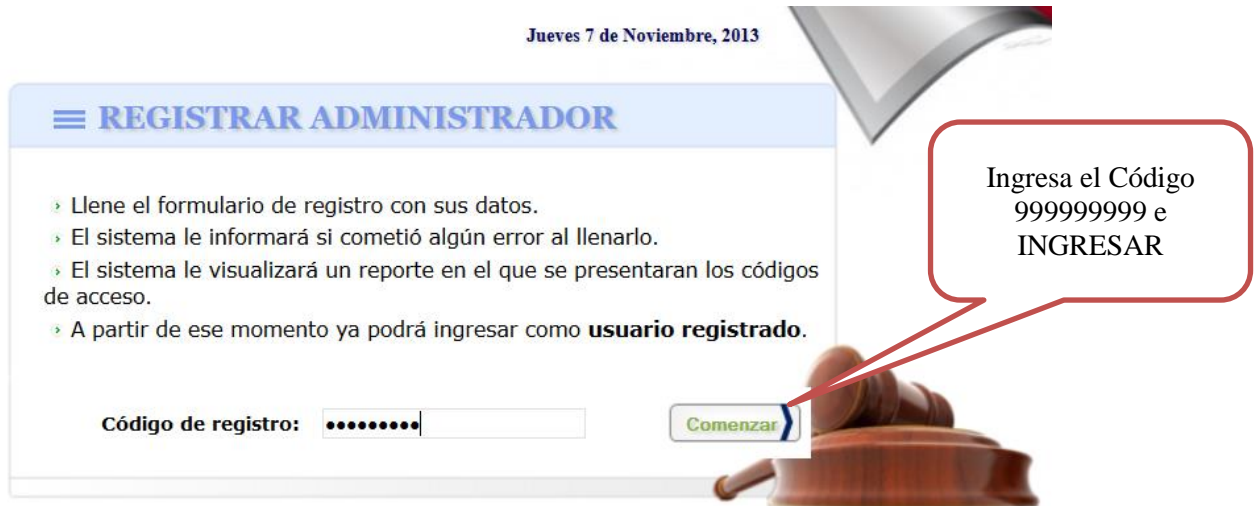 Jueves 7 de Noviembre, 2013
REGISTRAR ADMINISTRADOR
Llene el formulario de registro con sus datos.
El sistema le informará si cometió algún error al llenarlo.
El sistema le visualizará un reporte en el que se presentaran los códigos
de acceso.
A partir de ese momento ya podrá ingresar como usuario registrado.
Código de registro: •••••••••
Comenzar
Ingresa el Código
999999999 e
INGRESAR